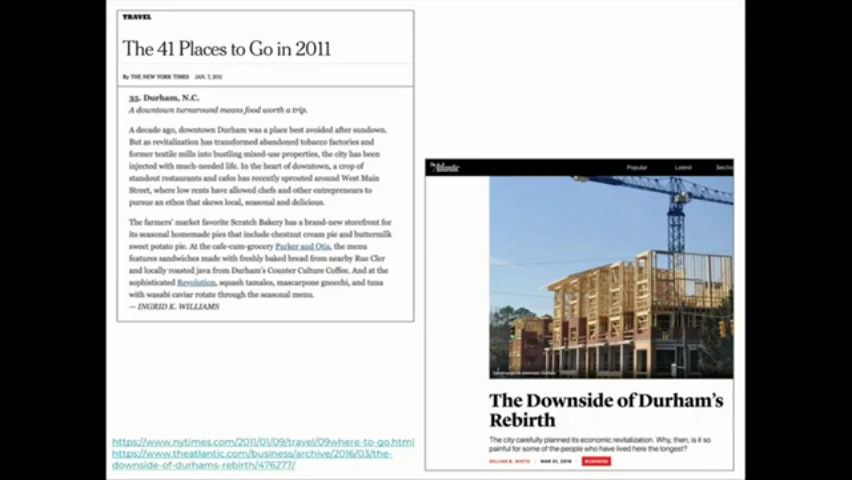 TRAVEL
The 41 Places to Go in 2011
By THE NEW YORK TIMES JAN. 7, 2011
35. Durham, N.C.
A downtown turnaround means food worth a trip.
A decade ago, downtown Durham was a place best avoided after sundown.
But as revitalization has transformed abandoned tobacco factories and
former textile mills into bustling mixed-use properties, the city has been
injected with much-needed life. In the heart of downtown, a crop of
standout restaurants and cafes has recently sprouted around West Main
Street, where low rents have allowed chefs and other entrepreneurs to
pursue an ethos that skews local, seasonal and delicious.
The farmers' market favorite Scratch Bakery has a brand-new storefront for
its seasonal homemade pies that include chestnut cream pie and buttermilk
sweet potato pie. At the cafe-cum-grocery Parker and Otis, the menu
features sandwiches made with freshly baked bread from nearby Rue Cler
and locally roasted java from Durham's Counter Culture Coffee. And at the
sophisticated Revolution, squash tamales, mascarpone gnocchi, and tuna
with wasabi caviar rotate through the seasonal menu.
— INGRID K. WILLIAMS
The Atlantic
Popular Latest Sectio
The Downside of Durham's
Rebirth
The city carefully planned its economic revitalization. Why, then, is it so
painful for some of the people who have lived here the longest?
GILLIAN B. WHITE MAR 31, 2016 BUSINESS
https://www.nytimes.com/2011/01/09/travel/09where-to-go.html
https://www.theatlantic.com/business/archive/2016/03/the-
downside-of-durhams-rebirth/476277/